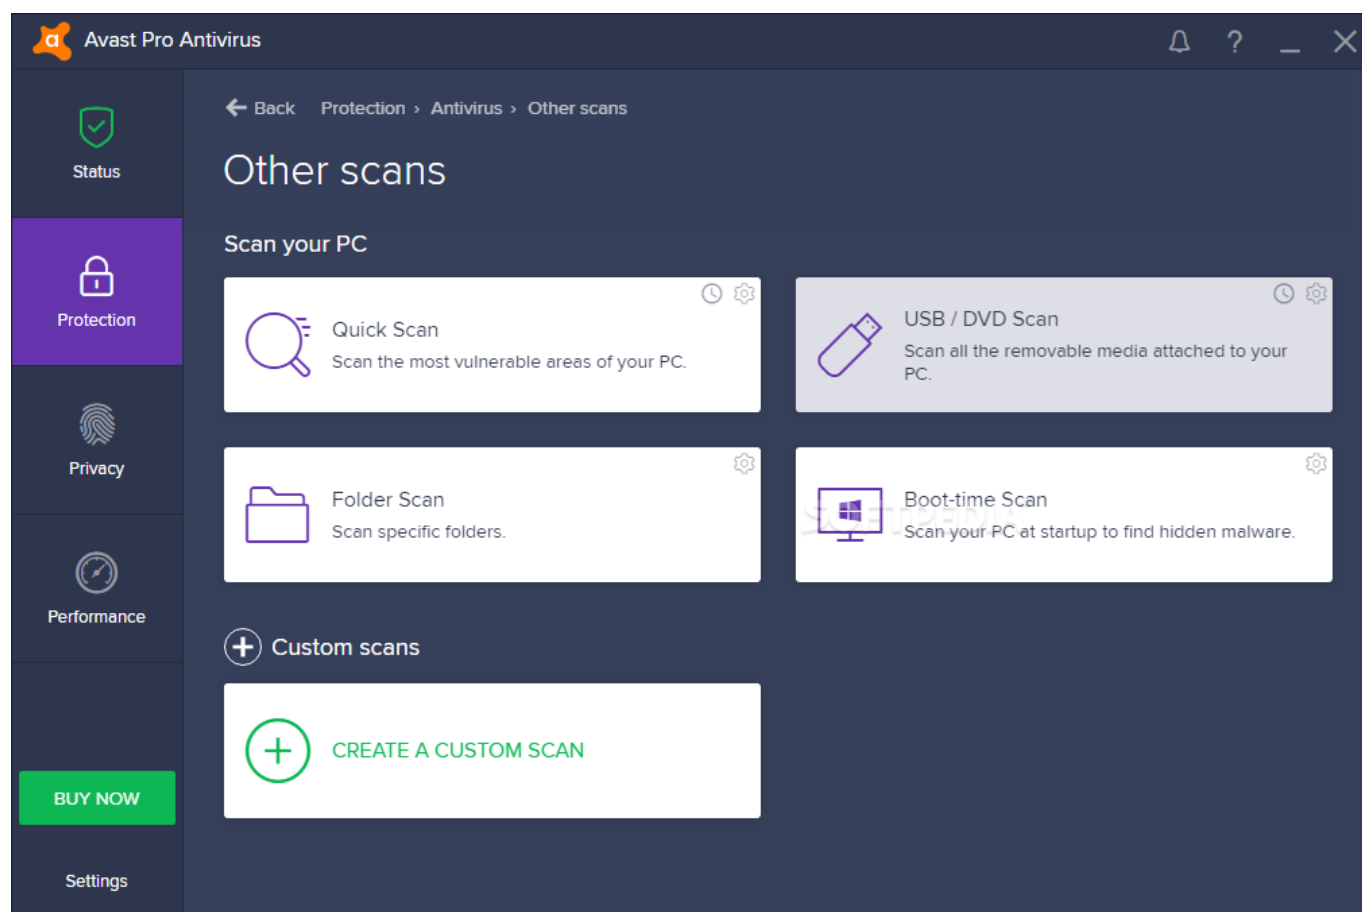 Avast Pro Antivirus
?
Back Protection › Antivirus › Other scans
Status
Other scans
Scan your PC
Protection
Quick Scan
Scan the most vulnerable areas of your PC.
USB / DVD Scan
Scan all the removable media attached to your
PC.
Privacy
Folder Scan
Scan specific folders.
Boot-time Scan
Scan your PC at startup to find hidden malware.
SOFTPEDIA
Performance
Custom scans
CREATE A CUSTOM SCAN
BUY NOW
Settings